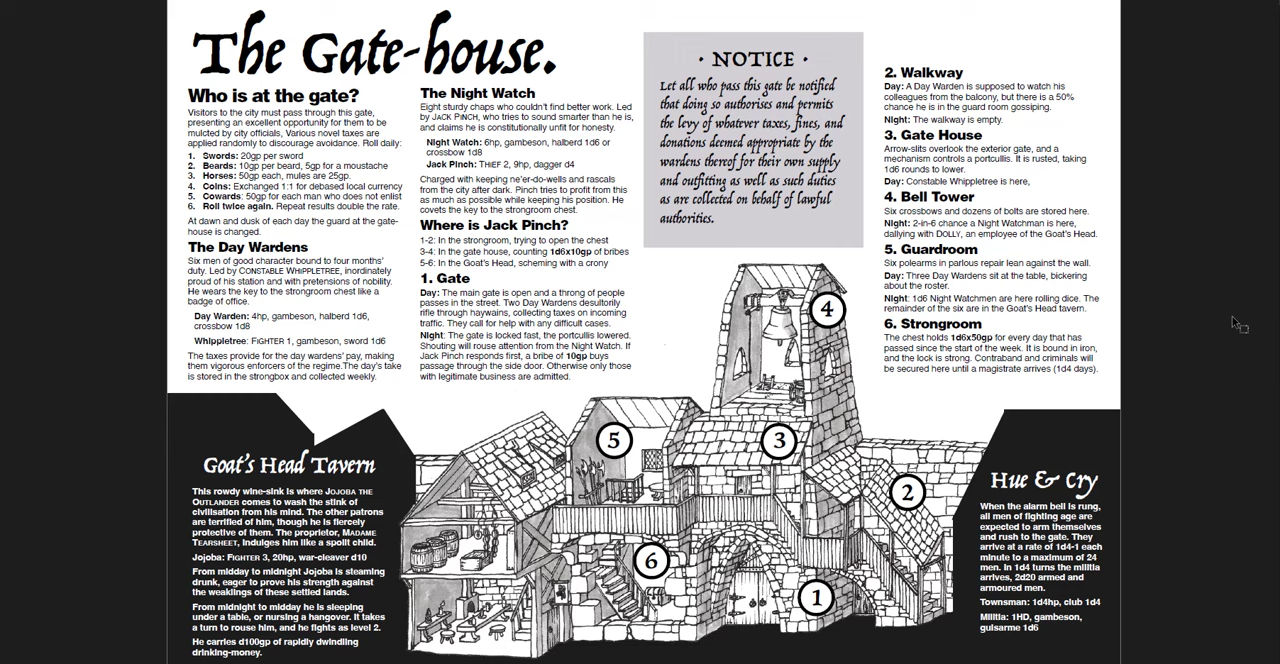 The Gate-house.
Who is at the gate?
Visitors to the city must pass through this gate,
presenting an excellent opportunity for them to be
mulcted by city officials, Various novel taxes are
applied randomly to discourage avoidance. Roll daily:
1. Swords: 20gp per sword
2. Beards: 10gp per beard, 5gp for a moustache
3. Horses: 50gp each, mules are 25gp.
4. Coins: Exchanged 1:1 for debased local currency
5. Cowards: 50gp for each man who does not enlist
6. Roll twice again. Repeat results double the rate.
At dawn and dusk of each day the guard at the gate-
house is changed.
The Day Wardens
Six men of good character bound to four months'
duty. Led by CONSTABLE WHIPPLETREE, inordinately
proud of his station and with pretensions of nobility.
He wears the key to the strongroom chest like a
badge of office.
Day Warden: 4hp, gambeson, halberd 1d6,
crossbow 1d8
Whippletree: FIGHTER 1, gambeson, sword 1d6
The taxes provide for the day wardens' pay, making
them vigorous enforcers of the regime.The day's take
is stored in the strongbox and collected weekly.
The Night Watch
Eight sturdy chaps who couldn't find better work. Led
by JACK PINCH, who tries to sound smarter than he is,
and claims he is constitutionally unfit for honesty.
Night Watch: 6hp, gambeson, halberd 1d6 or
crossbow 1d8
Jack Pinch: THIEF 2, 9hp, dagger d4
Charged with keeping ne'er-do-wells and rascals
from the city after dark. Pinch tries to profit from this
as much as possible while keeping his position. He
covets the key to the strongroom chest.
Where is Jack Pinch?
1-2: In the strongroom, trying to open the chest
3-4: In the gate house, counting 1d6x10gp of bribes
5-6: In the Goat's Head, scheming with a crony
1. Gate
Day: The main gate is open and a throng of people
passes in the street. Two Day Wardens desultorily
rifle through haywains, collecting taxes on incoming
traffic. They call for help with any difficult cases.
Night: The gate is locked fast, the portcullis lowered.
Shouting will rouse attention from the Night Watch. If
Jack Pinch responds first, a bribe of 10gp buys
passage through the side door. Otherwise only those
with legitimate business are admitted.
· NOTICE ·
Let all who pass this gate be notified
that doing so authorises and permits
the levy of whatever taxes, fines, and
donations deemed appropriate by the
wardens thereof for their own supply
and outfitting as well as such duties
as are collected on behalf of lawful
authorities.
2. Walkway
Day: A Day Warden is supposed to watch his
colleagues from the balcony, but there is a 50%
chance he is in the guard room gossiping.
Night: The walkway is empty.
3. Gate House
Arrow-slits overlook the exterior gate, and a
mechanism controls a portcullis. It is rusted, taking
1d6 rounds to lower.
Day: Constable Whippletree is here,
4. Bell Tower
Six crossbows and dozens of bolts are stored here.
Night: 2-in-6 chance a Night Watchman is here,
dallying with DOLLY, an employee of the Goat's Head.
5. Guardroom
Six polearms in parlous repair lean against the wall.
Day: Three Day Wardens sit at the table, bickering
about the roster.
Night: 1d6 Night Watchmen are here rolling dice. The
remainder of the six are in the Goat's Head tavern.
6. Strongroom
The chest holds 1d6x50gp for every day that has
passed since the start of the week. It is bound in iron,
and the lock is strong. Contraband and criminals will
be secured here until a magistrate arrives (1d4 days).
4
5
3
2
6
1
Goat's Head Tavern
This rowdy wine-sink is where JOJOBA THE
OUTLANDER comes to wash the stink of
civilisation from his mind. The other patrons
are terrified of him, though he is fiercely
protective of them. The proprietor, MADAME
TEARSHEET, indulges him like a spoilt child.
Jojoba: FIGHTER 3, 20hp, war-cleaver d10
From midday to midnight Jojoba is steaming
drunk, eager to prove his strength against
the weaklings of these settled lands.
From midnight to midday he is sleeping
under a table, or nursing a hangover. It takes
a turn to rouse him, and he fights as level 2.
He carries d100gp of rapidly dwindling
drinking-money.
Hue & Cry
When the alarm bell is rung,
all men of fighting age are
expected to arm themselves
and rush to the gate. They
arrive at a rate of 1d4-1 each
minute to a maximum of 24
men. In 1d4 turns the militia
arrives, 2d20 armed and
armoured men.
Townsman: 1d4hp, club 1d4
Militia: 1HD, gambeson,
guisarme 1d6